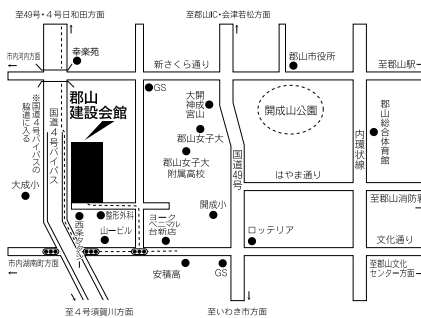 至49号・4号日和田方面
至郡山IC・会津若松方面
幸楽苑
市内河内方面
新さくら通り
郡山市役所
至郡山駅
GS
大開
神成
宮山
郡山
建設会館
開成山公園
郡山総合体育館
※国道4号バイパスの
脇道に入る
国道4号バイパス
郡山女子大
郡山女子大
附属高校
国道49号
内環状線
はやま通り
大成小
至郡山消防署
整形外科
ヨーク
ベニマル
台新店
開成小
西条タクシー
山一ビル
ロッテリア
文化通り
市内湖南町方面
安積高
GS
至郡山文化
センター方面
至4号須賀川方面
至いわき市方面